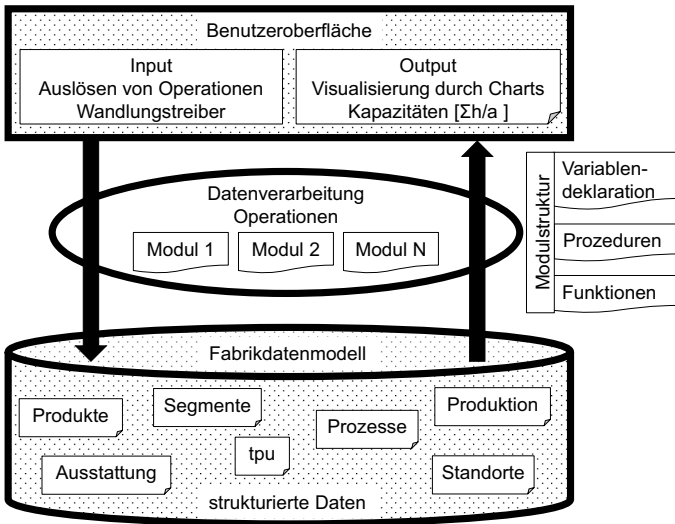 Benutzeroberfläche
Input
Auslösen von Operationen
Wandlungstreiber
Output
Visualisierung durch Charts
Kapazitäten [Σh/a ]
Datenverarbeitung
Operationen
Modul 1
Modul 2
Modul N
Modulstruktur
Variablen-
deklaration
Prozeduren
Funktionen
Fabrikdatenmodell
Produkte
Segmente
Prozesse
Produktion
Ausstattung
tpu
Standorte
strukturierte Daten